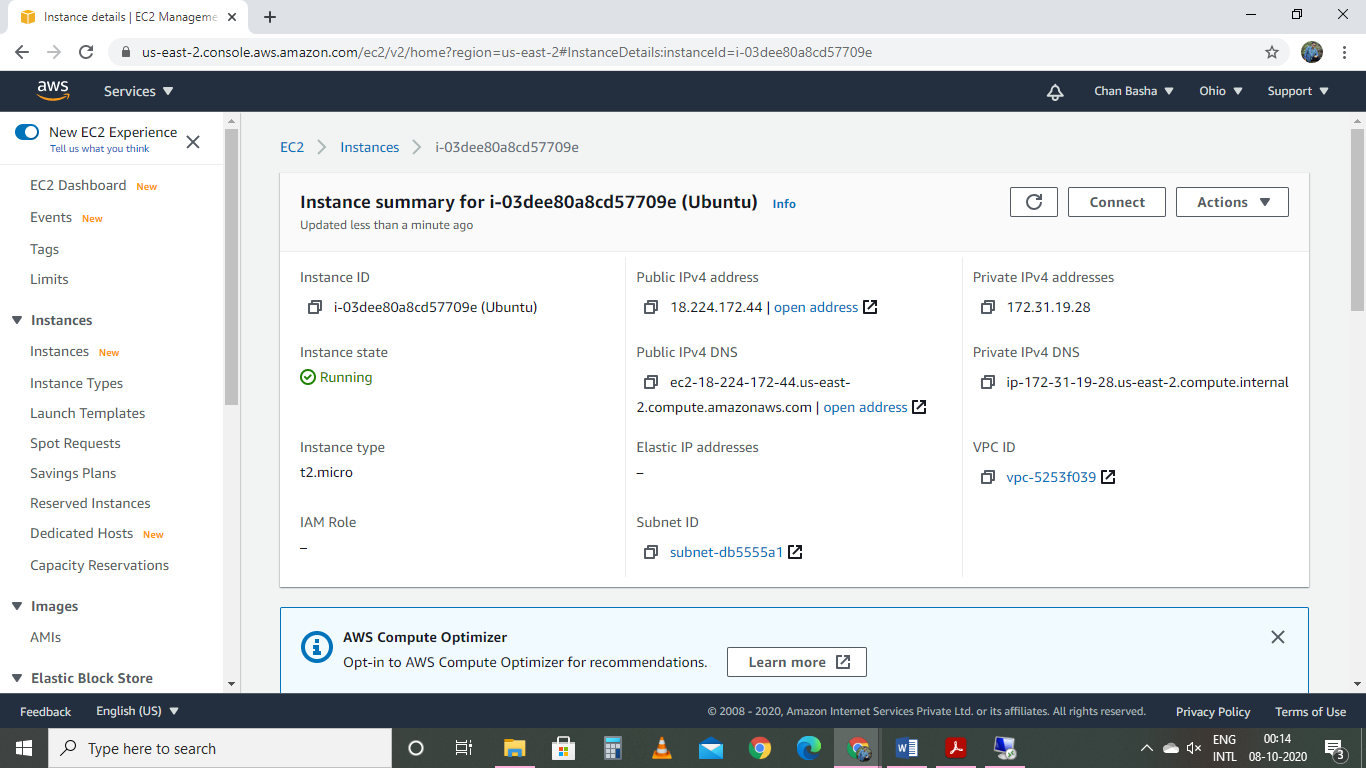 Instance details | EC2 Manageme
us-east-2.console.aws.amazon.com/ec2/v2/home?region=us-east-2#InstanceDetails:instanceId=i-03dee80a8cd57709e
aws Services Chan Basha Ohio Support
New EC2 Experience
Tell us what you think
EC2 Dashboard New
Events New
Tags
Limits
Instances
Instances New
Instance Types
Launch Templates
Spot Requests
Savings Plans
Reserved Instances
Dedicated Hosts New
Capacity Reservations
Images
AMIs
Elastic Block Store
EC2 Instances i-03dee80a8cd57709e
Instance summary for i-03dee80a8cd57709e (Ubuntu) Info
Updated less than a minute ago
Connect Actions
Instance ID
i-03dee80a8cd57709e (Ubuntu)
Instance state
Running
Instance type
t2.micro
IAM Role
–
Public IPv4 address
18.224.172.44 | open address
Public IPv4 DNS
ec2-18-224-172-44.us-east-
2.compute.amazonaws.com | open address
Elastic IP addresses
–
Subnet ID
subnet-db5555a1
Private IPv4 addresses
172.31.19.28
Private IPv4 DNS
ip-172-31-19-28.us-east-2.compute.internal
VPC ID
vpc-5253f039
AWS Compute Optimizer
Opt-in to AWS Compute Optimizer for recommendations. Learn more
Feedback English (US) © 2008 - 2020, Amazon Internet Services Private Ltd. or its affiliates. All rights reserved. Privacy Policy Terms of Use
Type here to search
ENG
INTL
00:14
08-10-2020
3